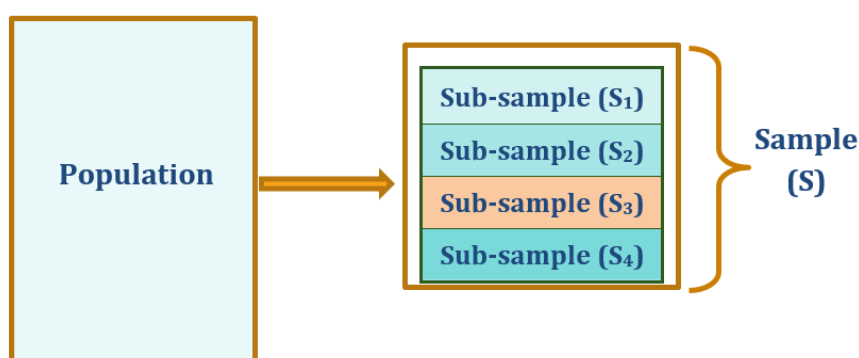 Population
Sub-sample (S₁)
Sub-sample (S₂)
Sub-sample (S₃)
Sub-sample (S₄)
Sample
(S)